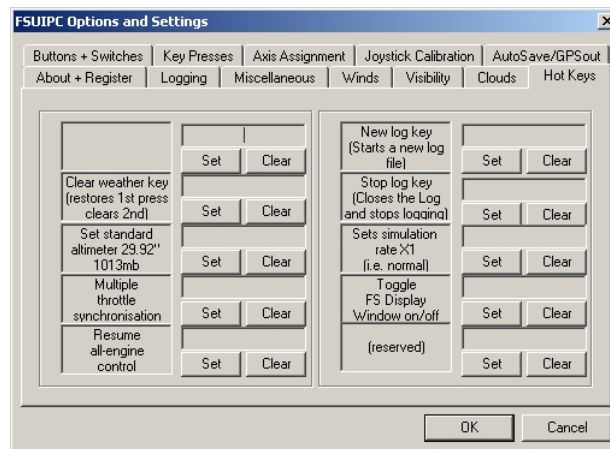 FSUIPC Options and Settings
Buttons + Switches Key Presses Axis Assignment Joystick Calibration AutoSave/GPSout
About + Register Logging Miscellaneous Winds Visibility Clouds Hot Keys
Set Clear
Clear weather key
(restores 1st press
clears 2nd)
Set Clear
Set standard
altimeter 29.92"
1013mb
Set Clear
Multiple
throttle
synchronisation
Set Clear
Resume
all-engine
control
Set Clear
New log key
(Starts a new log
file)
Set Clear
Stop log key
(Closes the Log
and stops logging)
Set Clear
Sets simulation
rate X1
(i.e. normal)
Set Clear
Toggle
FS Display
Window on/off
Set Clear
(reserved)
Set Clear
OK Cancel